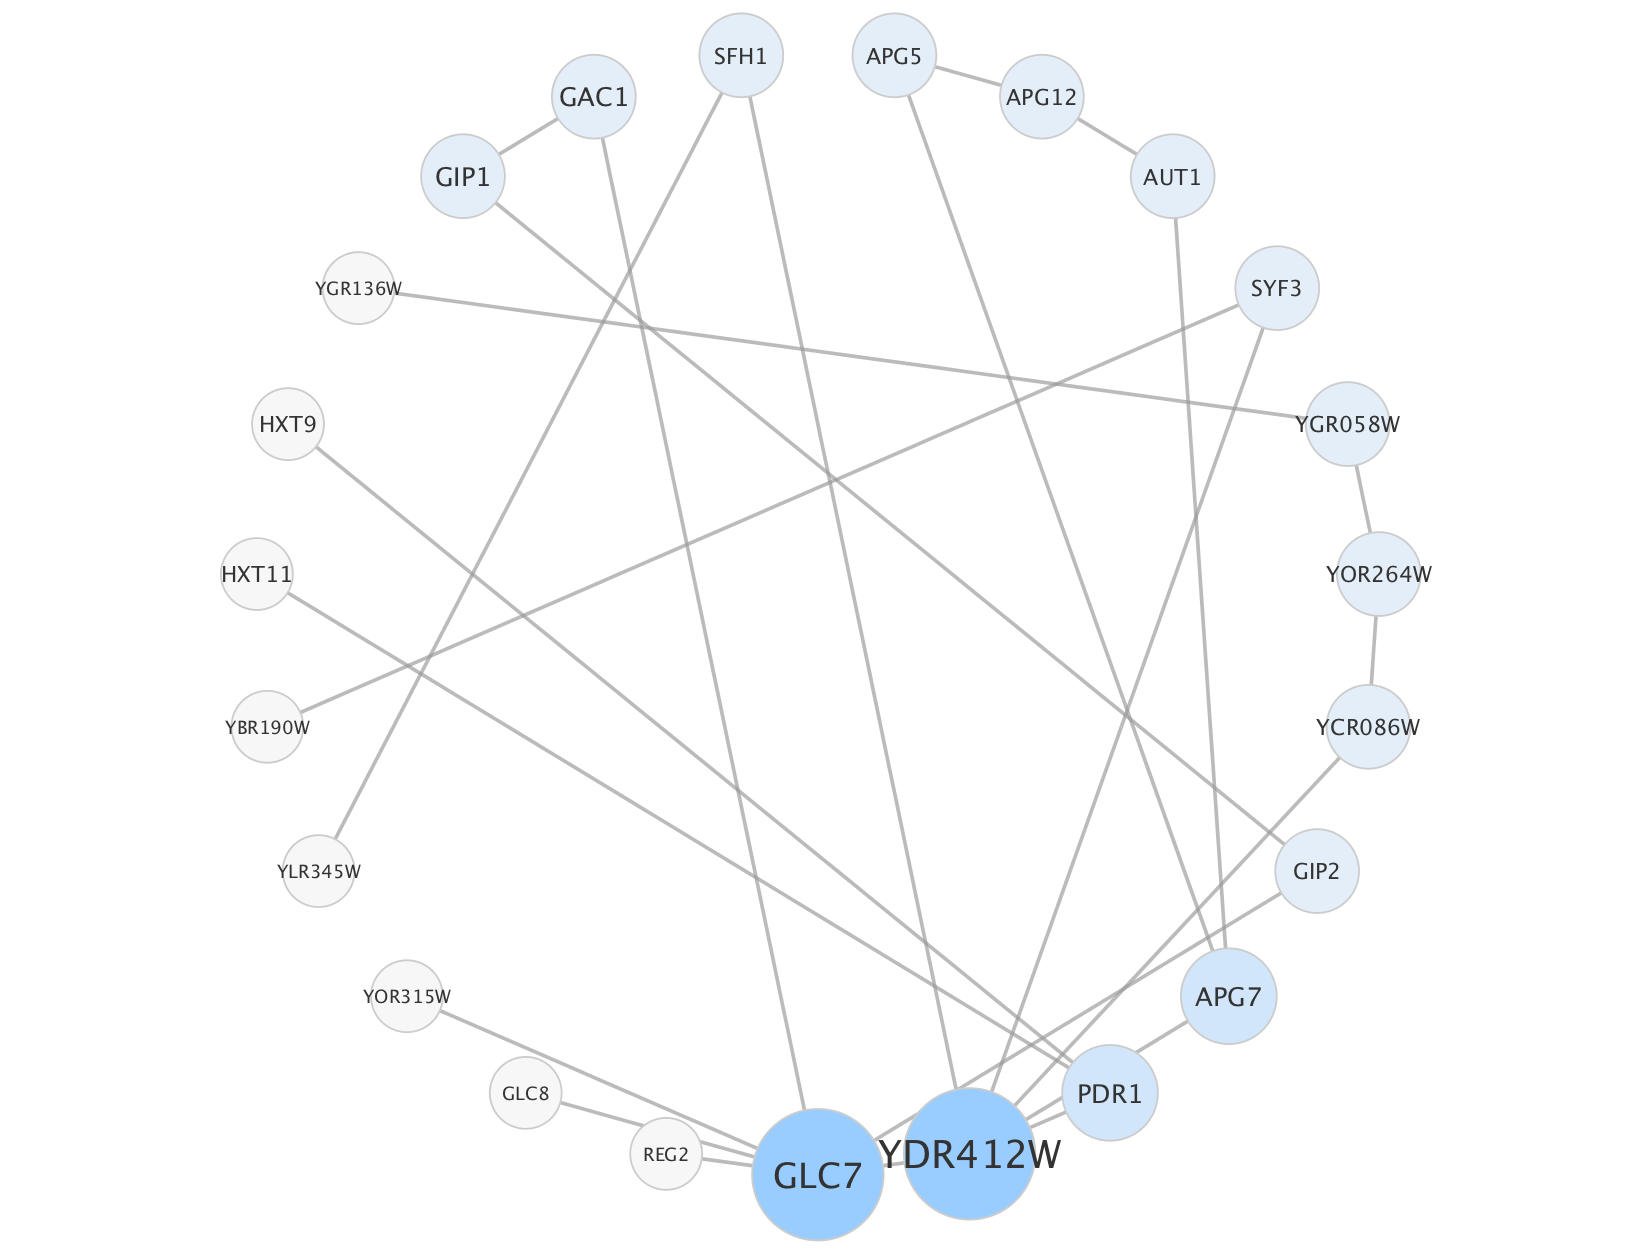 SFH1
APG5
GAC1
APG12
GIP1
AUT1
YGR136W
SYF3
HXT9
YGR058W
HXT11
YOR264W
YBR190W
YCR086W
YLR345W
GIP2
YOR315W
APG7
GLC8
PDR1
REG2
GLC7
YDR412W